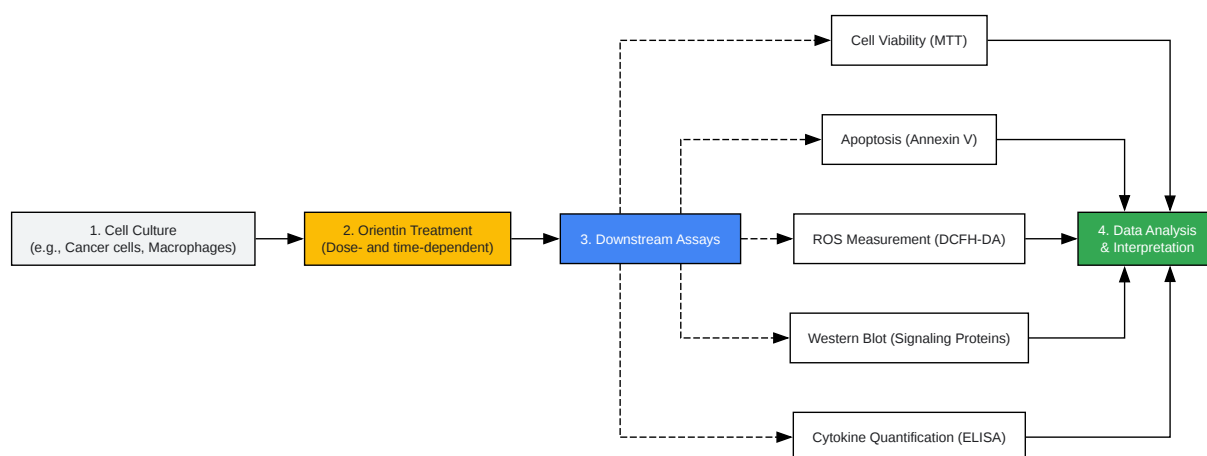 1. Cell Culture
(e.g., Cancer cells, Macrophages)
2. Orientin Treatment
(Dose- and time-dependent)
3. Downstream Assays
Cell Viability (MTT)
Apoptosis (Annexin V)
ROS Measurement (DCFH-DA)
Western Blot (Signaling Proteins)
Cytokine Quantification (ELISA)
4. Data Analysis
& Interpretation